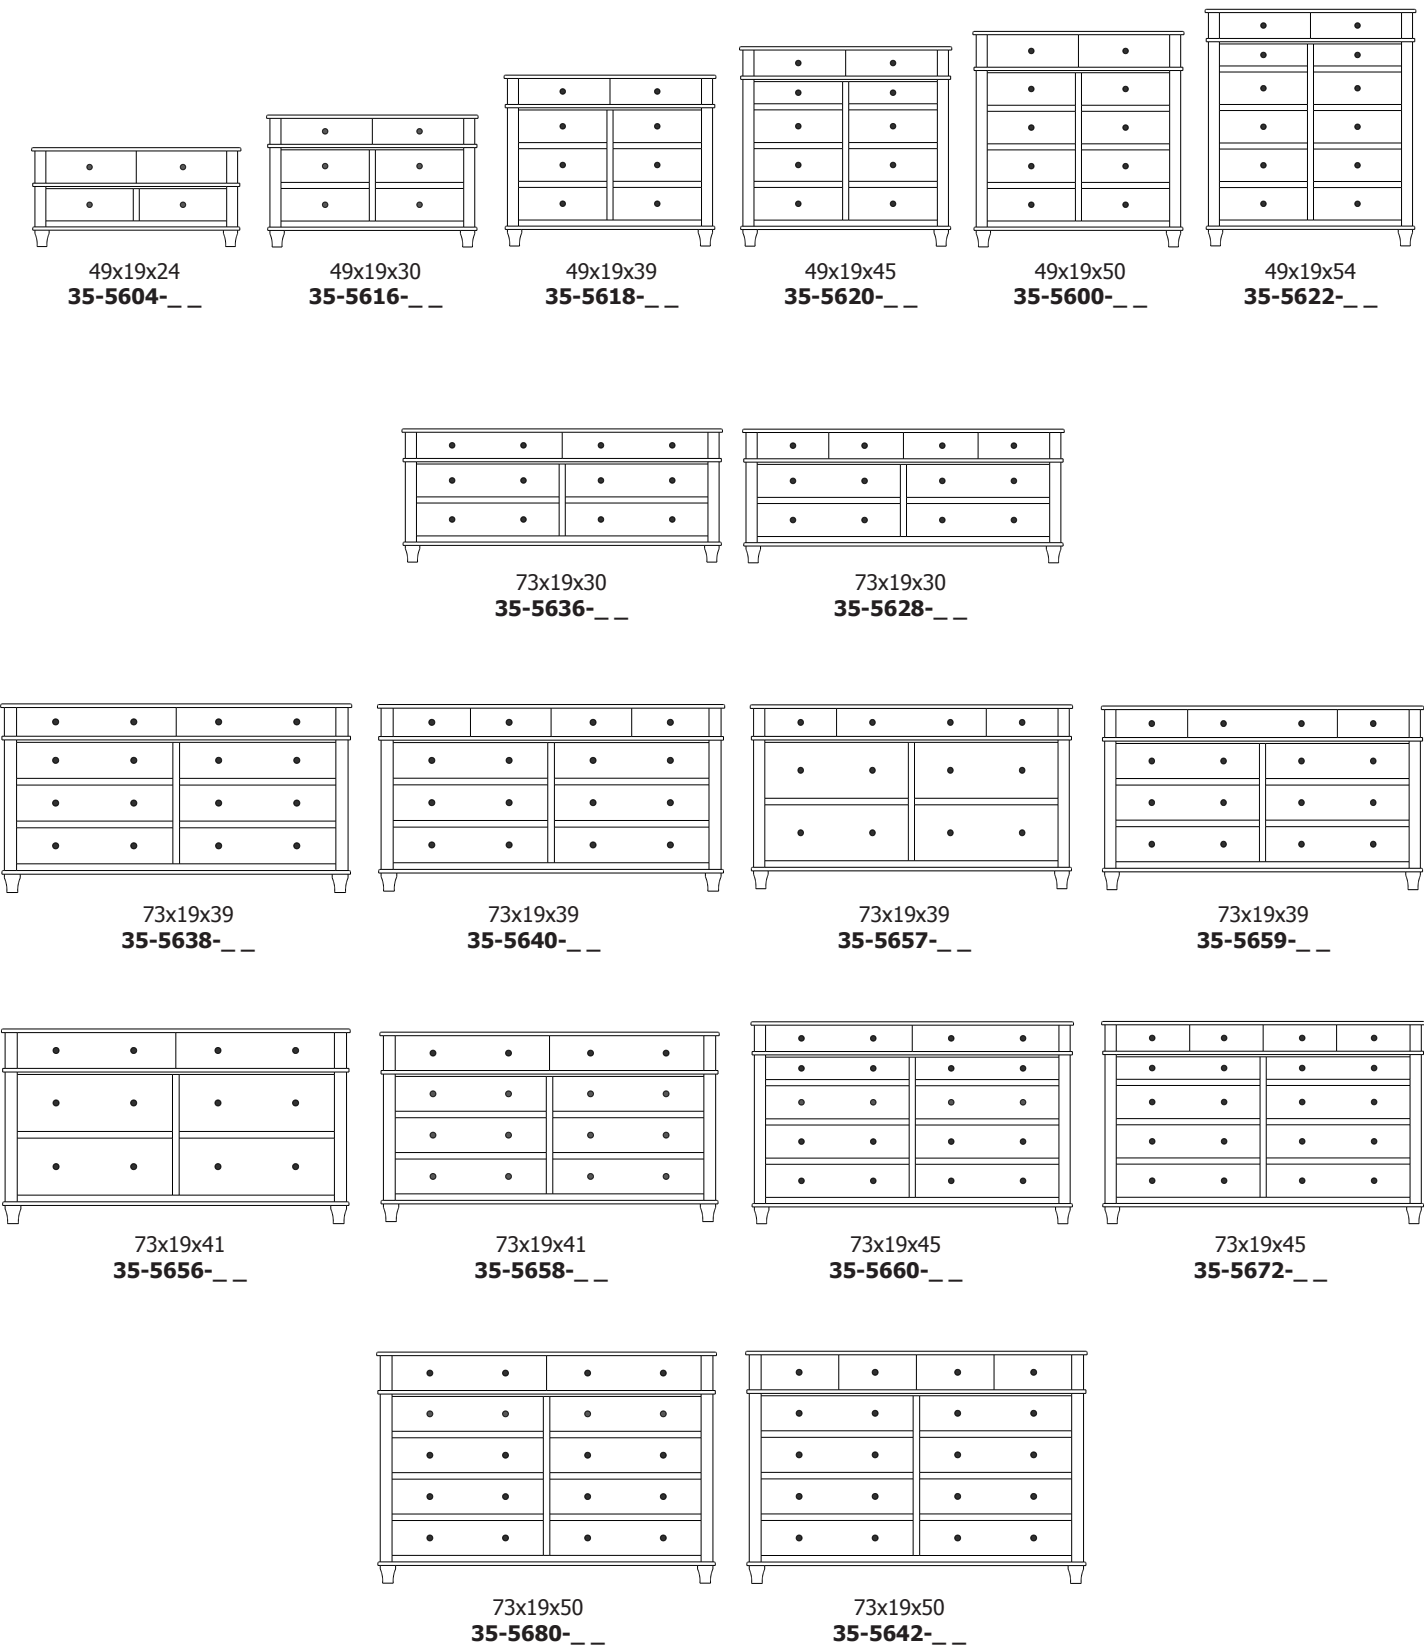 49x19x24
35-5604-_ _
49x19x30
35-5616-_ _
49x19x39
35-5618-_ _
49x19x45
35-5620-_ _
49x19x50
35-5600-_ _
49x19x54
35-5622-_ _
73x19x30
35-5636-_ _
73x19x30
35-5628-_ _
73x19x39
35-5638-_ _
73x19x39
35-5640-_ _
73x19x39
35-5657-_ _
73x19x39
35-5659-_ _
73x19x41
35-5656-_ _
73x19x41
35-5658-_ _
73x19x45
35-5660-_ _
73x19x45
35-5672-_ _
73x19x50
35-5680-_ _
73x19x50
35-5642-_ _